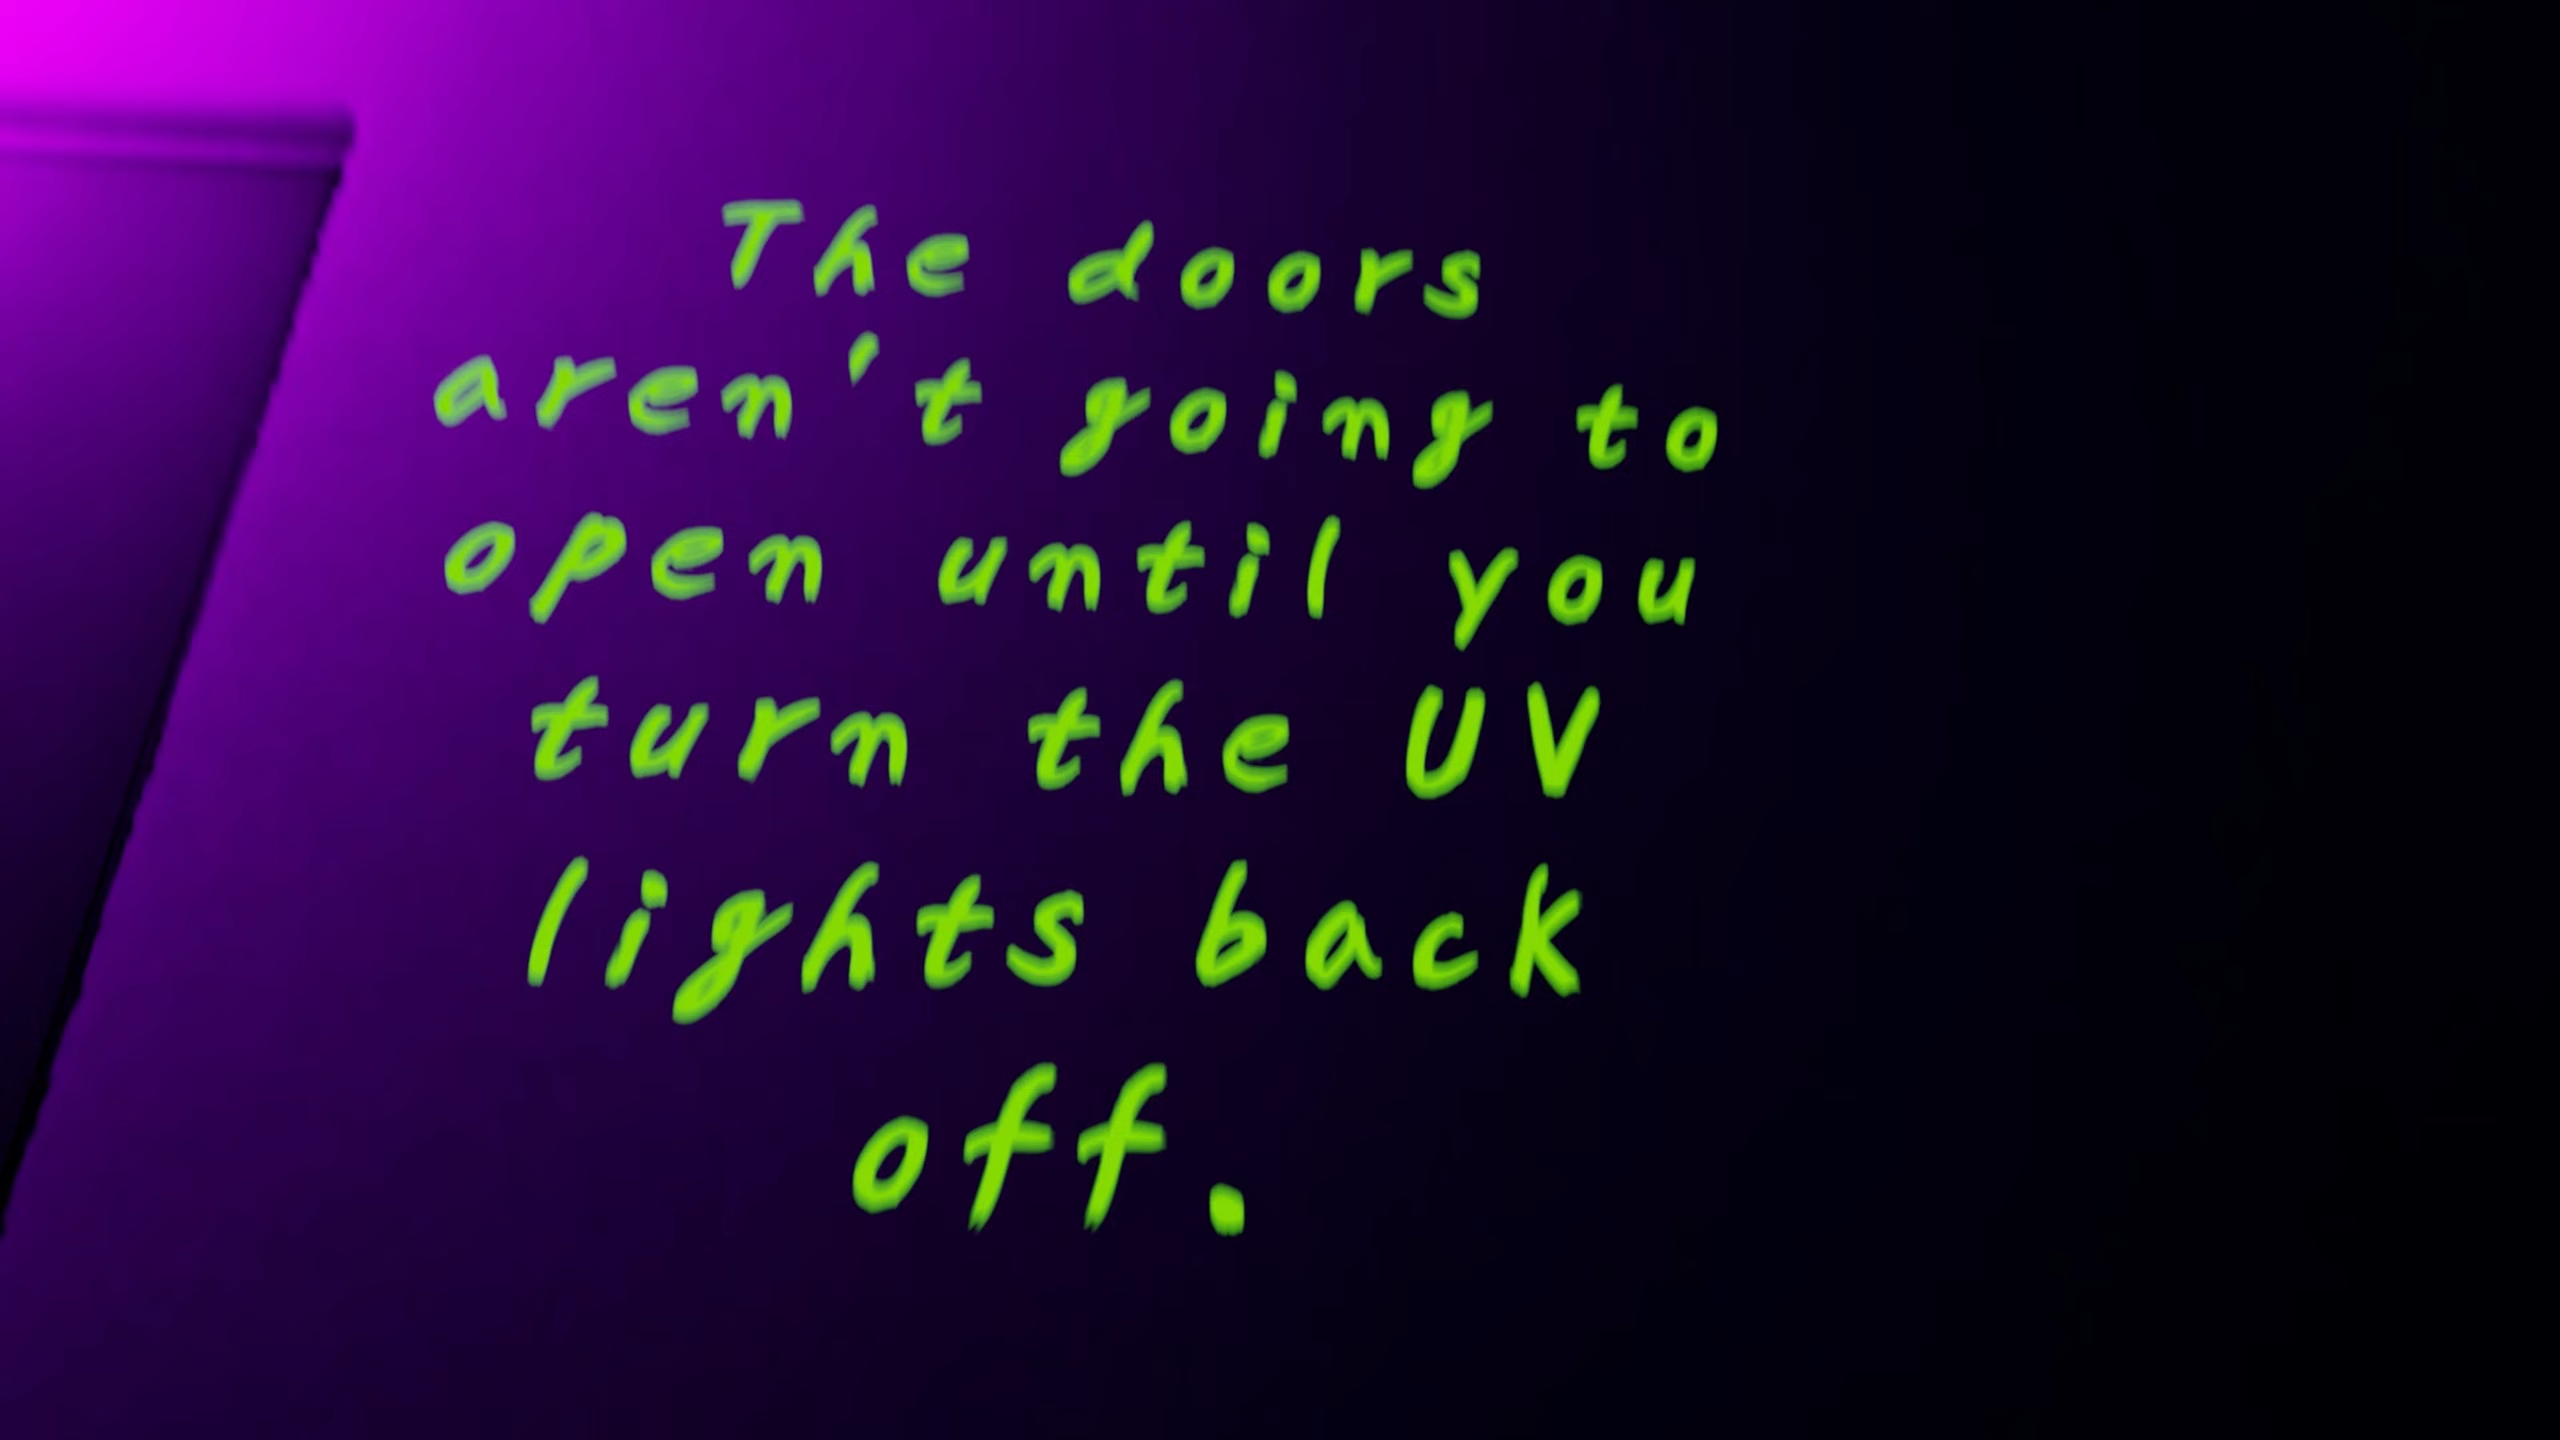 The doors
aren't going to
open until you
turn the UV
lights back
off.